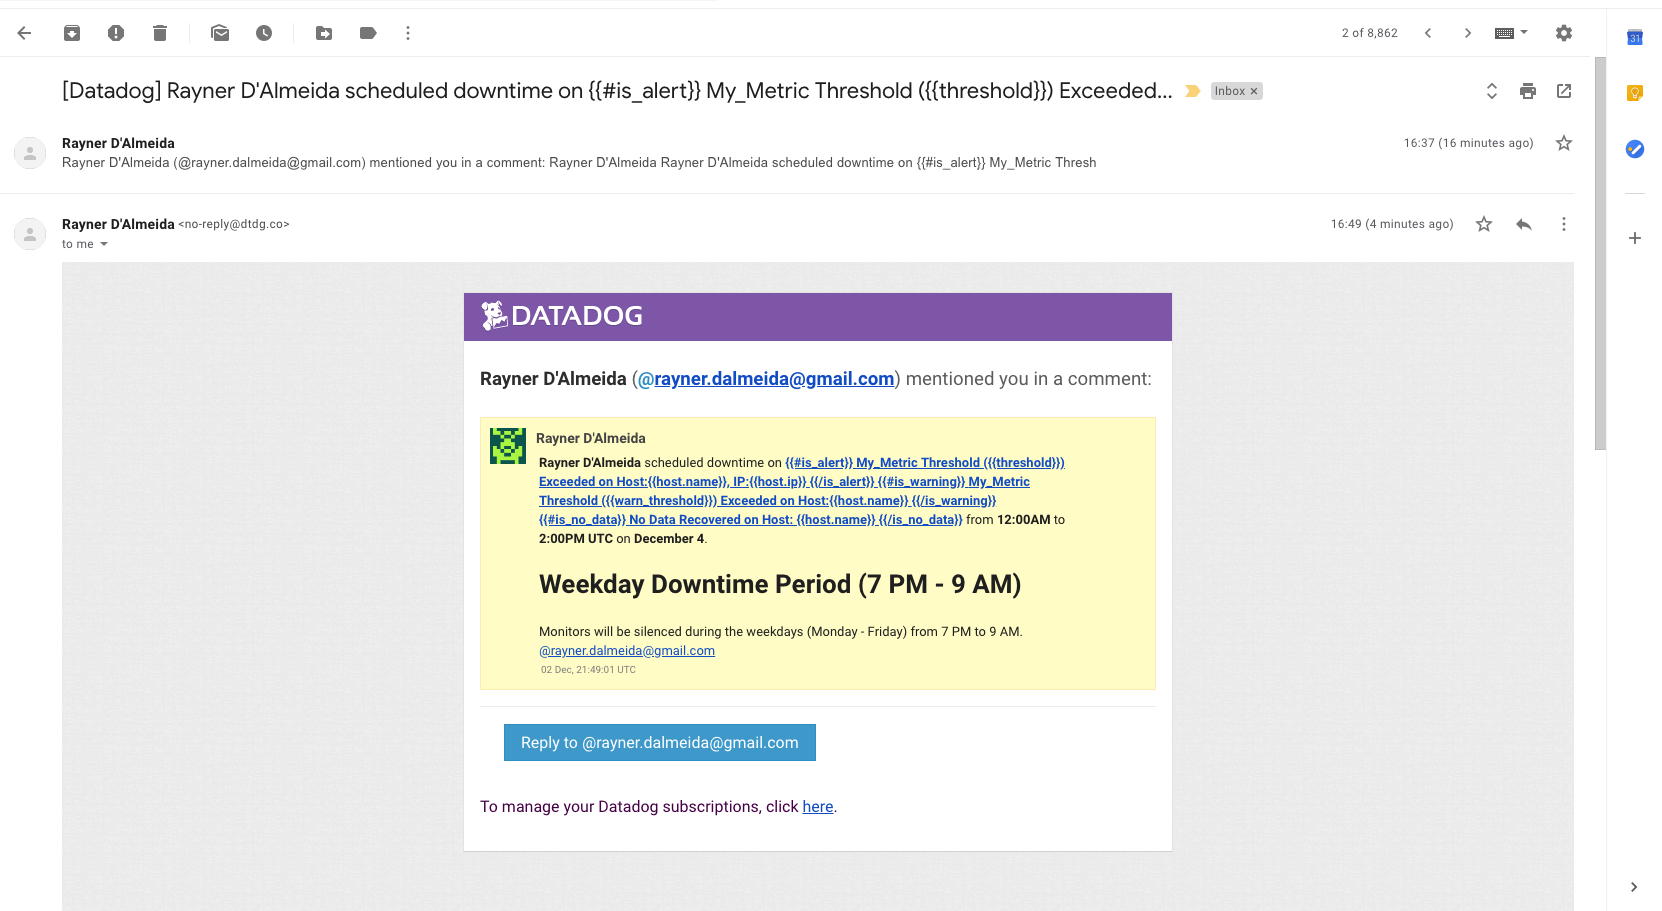 2 of 8,862
[Datadog] Rayner D'Almeida scheduled downtime on {{#is_alert}} My_Metric Threshold ({{threshold}}) Exceeded...
Inbox ×
Rayner D'Almeida
16:37 (16 minutes ago)
Rayner D'Almeida (@rayner.dalmeida@gmail.com) mentioned you in a comment: Rayner D'Almeida Rayner D'Almeida scheduled downtime on {{#is_alert}} My_Metric Thresh
Rayner D'Almeida <no-reply@dtdg.co>
16:49 (4 minutes ago)
to me
DATADOG
Rayner D'Almeida (@rayner.dalmeida@gmail.com) mentioned you in a comment:
Rayner D'Almeida
Rayner D'Almeida scheduled downtime on {{#is_alert}} My_Metric Threshold ({{threshold}})
Exceeded on Host:{{host.name}}, IP:{{host.ip}} {{/is_alert}} {{#is_warning}} My_Metric
Threshold ({{warn_threshold}}) Exceeded on Host:{{host.name}} {{/is_warning}}
{{#is_no_data}} No Data Recovered on Host: {{host.name}} {{/is_no_data}} from 12:00AM to
2:00PM UTC on December 4.
Weekday Downtime Period (7 PM - 9 AM)
Monitors will be silenced during the weekdays (Monday - Friday) from 7 PM to 9 AM.
@rayner.dalmeida@gmail.com
02 Dec, 21:49:01 UTC
Reply to @rayner.dalmeida@gmail.com
To manage your Datadog subscriptions, click here.
31